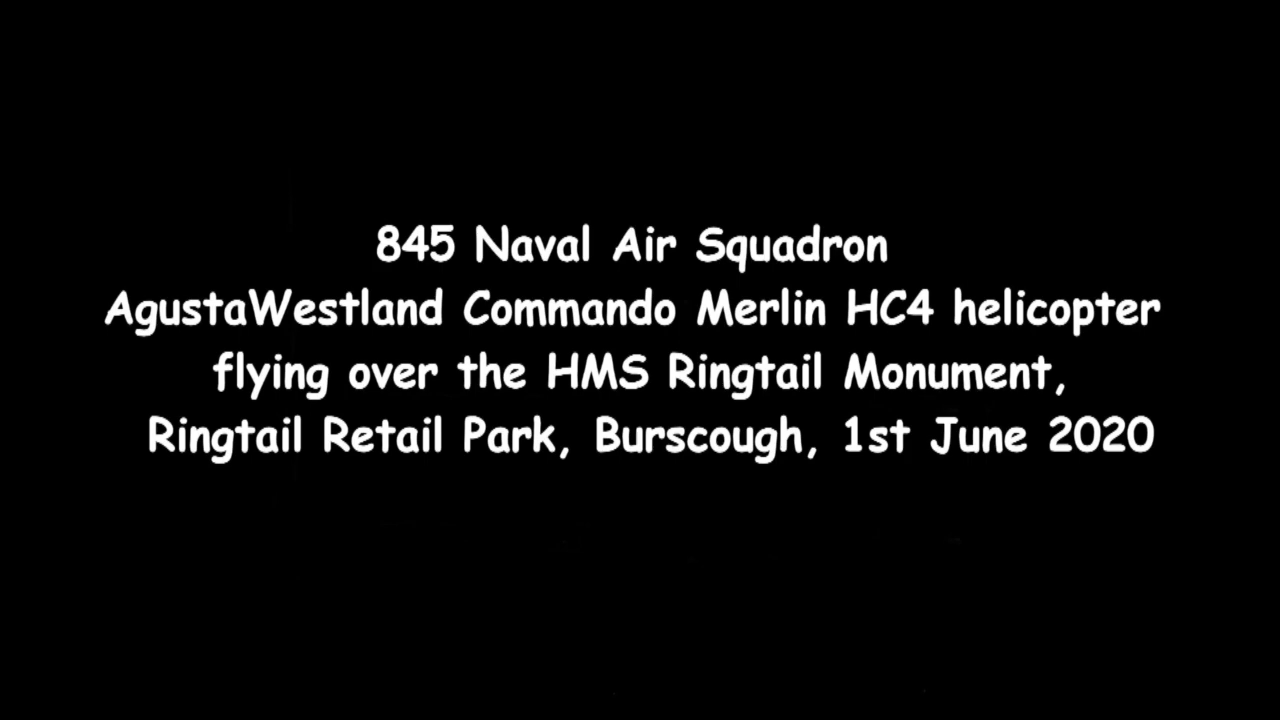 845 Naval Air Squadron
AgustaWestland Commando Merlin HC4 helicopter
flying over the HMS Ringtail Monument,
Ringtail Retail Park, Burscough, 1st June 2020